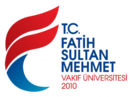 T.C.
FATİH
SULTAN
MEHMET
VAKIF ÜNİVERSİTESİ
2010